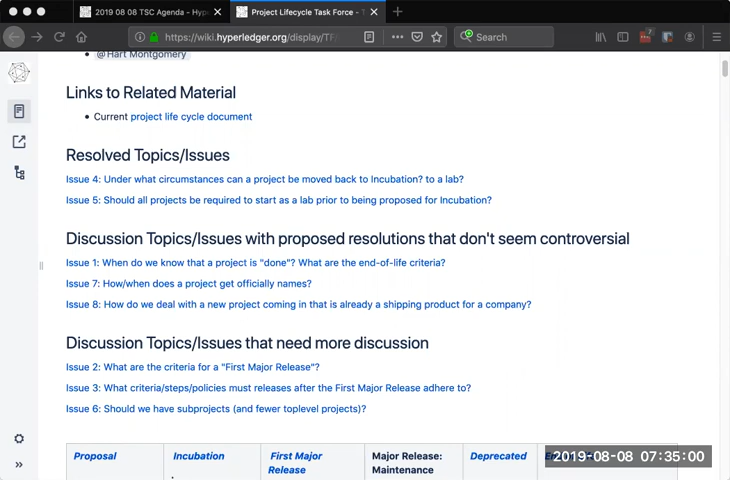 2019 08 08 TSC Agenda - Hype
Project Lifecycle Task Force - T
https://wiki.hyperledger.org/display/TF
Search
7
@Hart Montgomery
Links to Related Material
Current project life cycle document
Resolved Topics/Issues
Issue 4: Under what circumstances can a project be moved back to Incubation? to a lab?
Issue 5: Should all projects be required to start as a lab prior to being proposed for Incubation?
Discussion Topics/Issues with proposed resolutions that don't seem controversial
Issue 1: When do we know that a project is "done"? What are the end-of-life criteria?
Issue 7: How/when does a project get officially names?
Issue 8: How do we deal with a new project coming in that is already a shipping product for a company?
Discussion Topics/Issues that need more discussion
Issue 2: What are the criteria for a "First Major Release"?
Issue 3: What criteria/steps/policies must releases after the First Major Release adhere to?
Issue 6: Should we have subprojects (and fewer toplevel projects)?
Proposal
Incubation
First Major Release
Major Release: Maintenance
Deprecated
2019-08-08 07:35:00